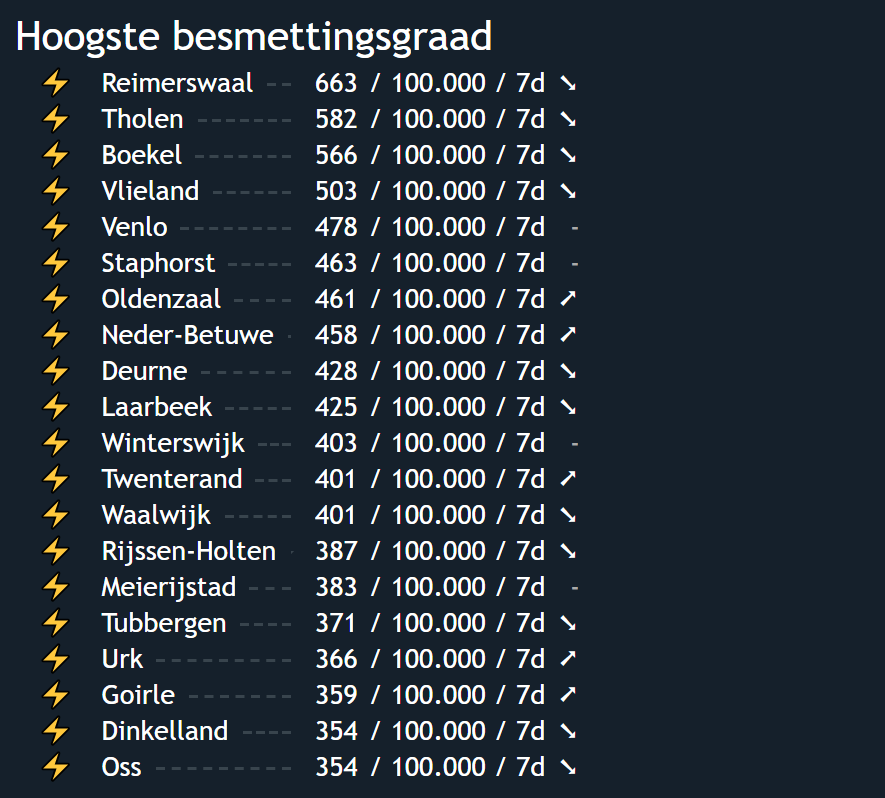 Hoogste besmettingsgraad
⚡ Reimerswaal -- 663 / 100.000 / 7d ➘
⚡ Tholen ------- 582 / 100.000 / 7d ➘
⚡ Boekel ------- 566 / 100.000 / 7d ➘
⚡ Vlieland ------ 503 / 100.000 / 7d ➘
⚡ Venlo -------- 478 / 100.000 / 7d -
⚡ Staphorst ----- 463 / 100.000 / 7d -
⚡ Oldenzaal ---- 461 / 100.000 / 7d ➚
⚡ Neder-Betuwe - 458 / 100.000 / 7d ➚
⚡ Deurne ------ 428 / 100.000 / 7d ➘
⚡ Laarbeek ----- 425 / 100.000 / 7d ➘
⚡ Winterswijk --- 403 / 100.000 / 7d -
⚡ Twenterand --- 401 / 100.000 / 7d ➚
⚡ Waalwijk ----- 401 / 100.000 / 7d ➘
⚡ Rijssen-Holten - 387 / 100.000 / 7d ➘
⚡ Meierijstad --- 383 / 100.000 / 7d -
⚡ Tubbergen ---- 371 / 100.000 / 7d ➘
⚡ Urk ---------- 366 / 100.000 / 7d ➚
⚡ Goirle ------- 359 / 100.000 / 7d ➚
⚡ Dinkelland ---- 354 / 100.000 / 7d ➘
⚡ Oss ---------- 354 / 100.000 / 7d ➘